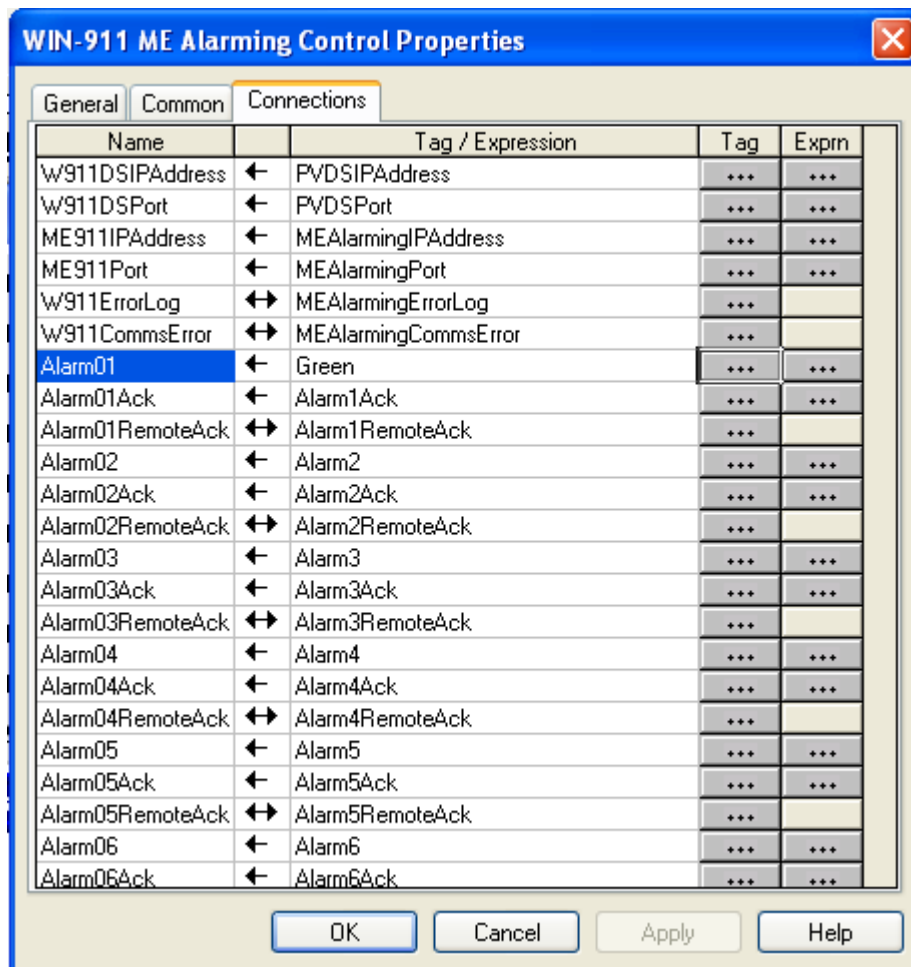 WIN-911 ME Alarming Control Properties
General Common Connections
Name Tag / Expression Tag Exprn
W911DSIPAddress ← PVDSIPAddress ... ...
W911DSPort ← PVDSPort ... ...
ME911IPAddress ← MEAlarmingIPAddress ... ...
ME911Port ← MEAlarmingPort ... ...
W911ErrorLog ↔ MEAlarmingErrorLog ...
W911CommsError ↔ MEAlarmingCommsError ...
Alarm01 ← Green ... ...
Alarm01Ack ← Alarm1Ack ... ...
Alarm01RemoteAck ↔ Alarm1RemoteAck ...
Alarm02 ← Alarm2 ... ...
Alarm02Ack ← Alarm2Ack ... ...
Alarm02RemoteAck ↔ Alarm2RemoteAck ...
Alarm03 ← Alarm3 ... ...
Alarm03Ack ← Alarm3Ack ... ...
Alarm03RemoteAck ↔ Alarm3RemoteAck ...
Alarm04 ← Alarm4 ... ...
Alarm04Ack ← Alarm4Ack ... ...
Alarm04RemoteAck ↔ Alarm4RemoteAck ...
Alarm05 ← Alarm5 ... ...
Alarm05Ack ← Alarm5Ack ... ...
Alarm05RemoteAck ↔ Alarm5RemoteAck ...
Alarm06 ← Alarm6 ... ...
Alarm06Ack ← Alarm6Ack ... ...
OK Cancel Apply Help